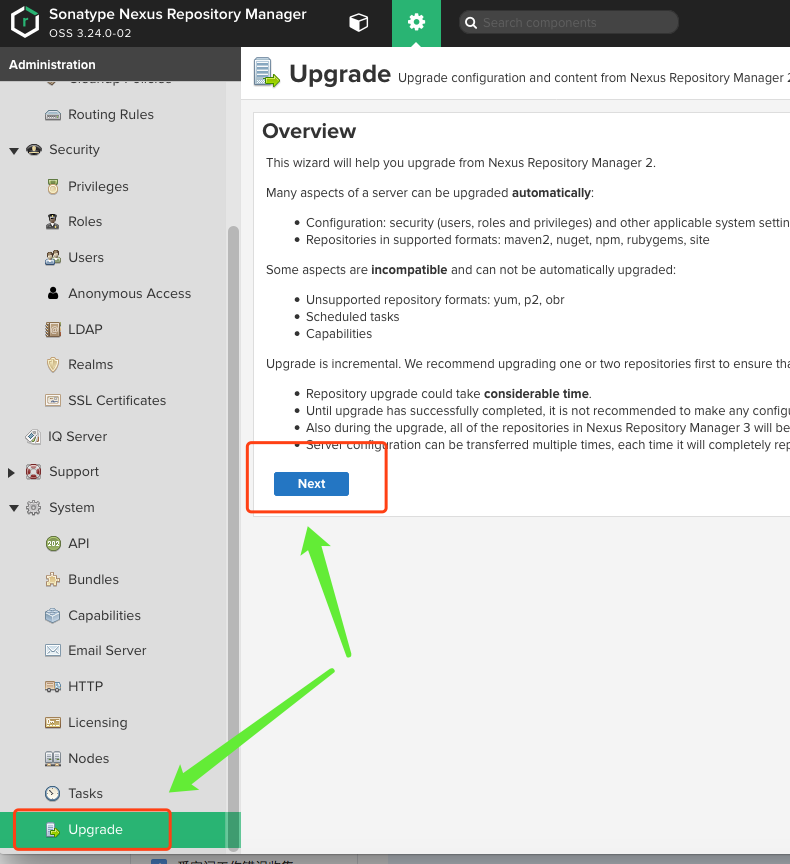 Sonatype Nexus Repository Manager
OSS 3.24.0-02
Search components
Administration
Cleanup Policies
Routing Rules
Security
Privileges
Roles
Users
Anonymous Access
LDAP
Realms
SSL Certificates
IQ Server
Support
System
API
Bundles
Capabilities
Email Server
HTTP
Licensing
Nodes
Tasks
Upgrade
Upgrade Upgrade configuration and content from Nexus Repository Manager 2
Overview
This wizard will help you upgrade from Nexus Repository Manager 2.
Many aspects of a server can be upgraded automatically:
Configuration: security (users, roles and privileges) and other applicable system settin
Repositories in supported formats: maven2, nuget, npm, rubygems, site
Some aspects are incompatible and can not be automatically upgraded:
Unsupported repository formats: yum, p2, obr
Scheduled tasks
Capabilities
Upgrade is incremental. We recommend upgrading one or two repositories first to ensure tha
Repository upgrade could take considerable time.
Until upgrade has successfully completed, it is not recommended to make any configu
Also during the upgrade, all of the repositories in Nexus Repository Manager 3 will be
Server configuration can be transferred multiple times, each time it will completely rep
Next